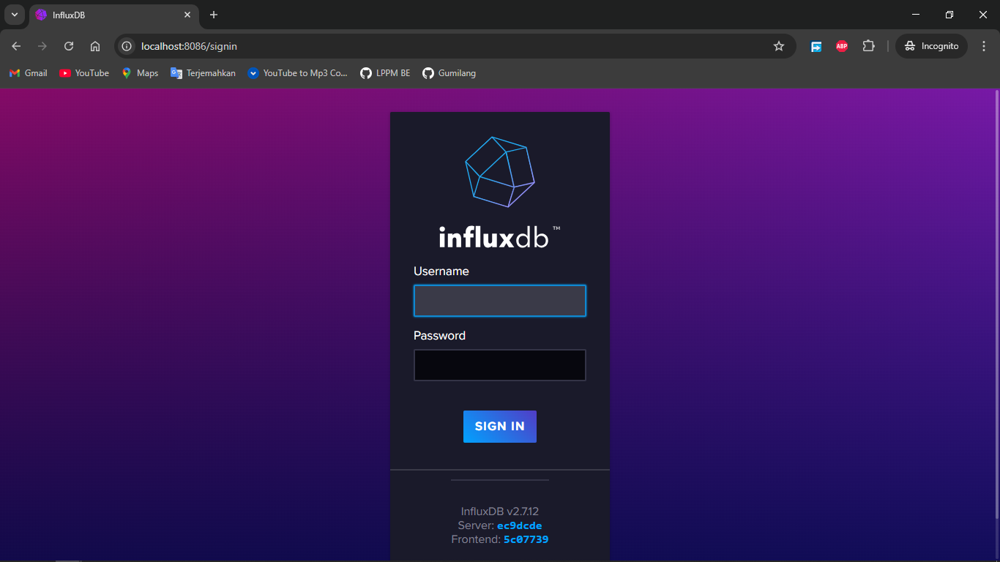 InfluxDB
localhost:8086/signin
ABP
Incognito
Gmail
YouTube
Maps
Terjemahkan
YouTube to Mp3 Co...
LPPM BE
Gumilang
influxdb™
Username
Password
SIGN IN
InfluxDB v2.7.12
Server: ec9dcde
Frontend: 5c07739